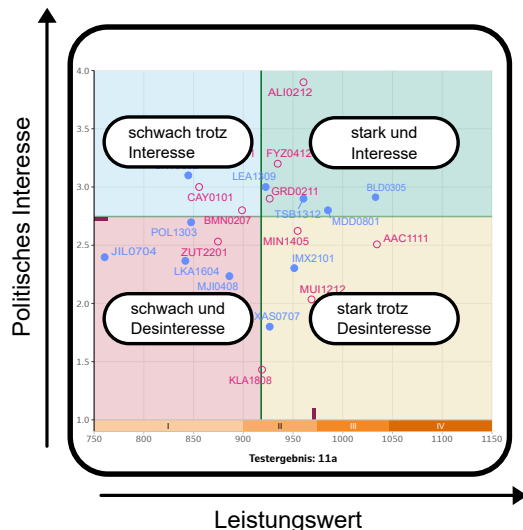 Politisches Interesse
4.0
3.5
3.0
2.5
2.0
1.5
1.0
ALI0212
schwach trotz
Interesse
stark und
Interesse
FYZ0412
LEA1309
CAY0101
GRD0211
BLD0305
BMN0207
TSB1312
MDD0801
POL1303
MIN1405
AAC1111
JIL0704
ZUT2201
LKA1604
IMX2101
MJI0408
MUI1212
schwach und
Desinteresse
stark trotz
Desinteresse
XAS0707
KLA1808
I II III IV
750 800 850 900 950 1000 1050 1100 1150
Testergebnis: 11a
Leistungswert